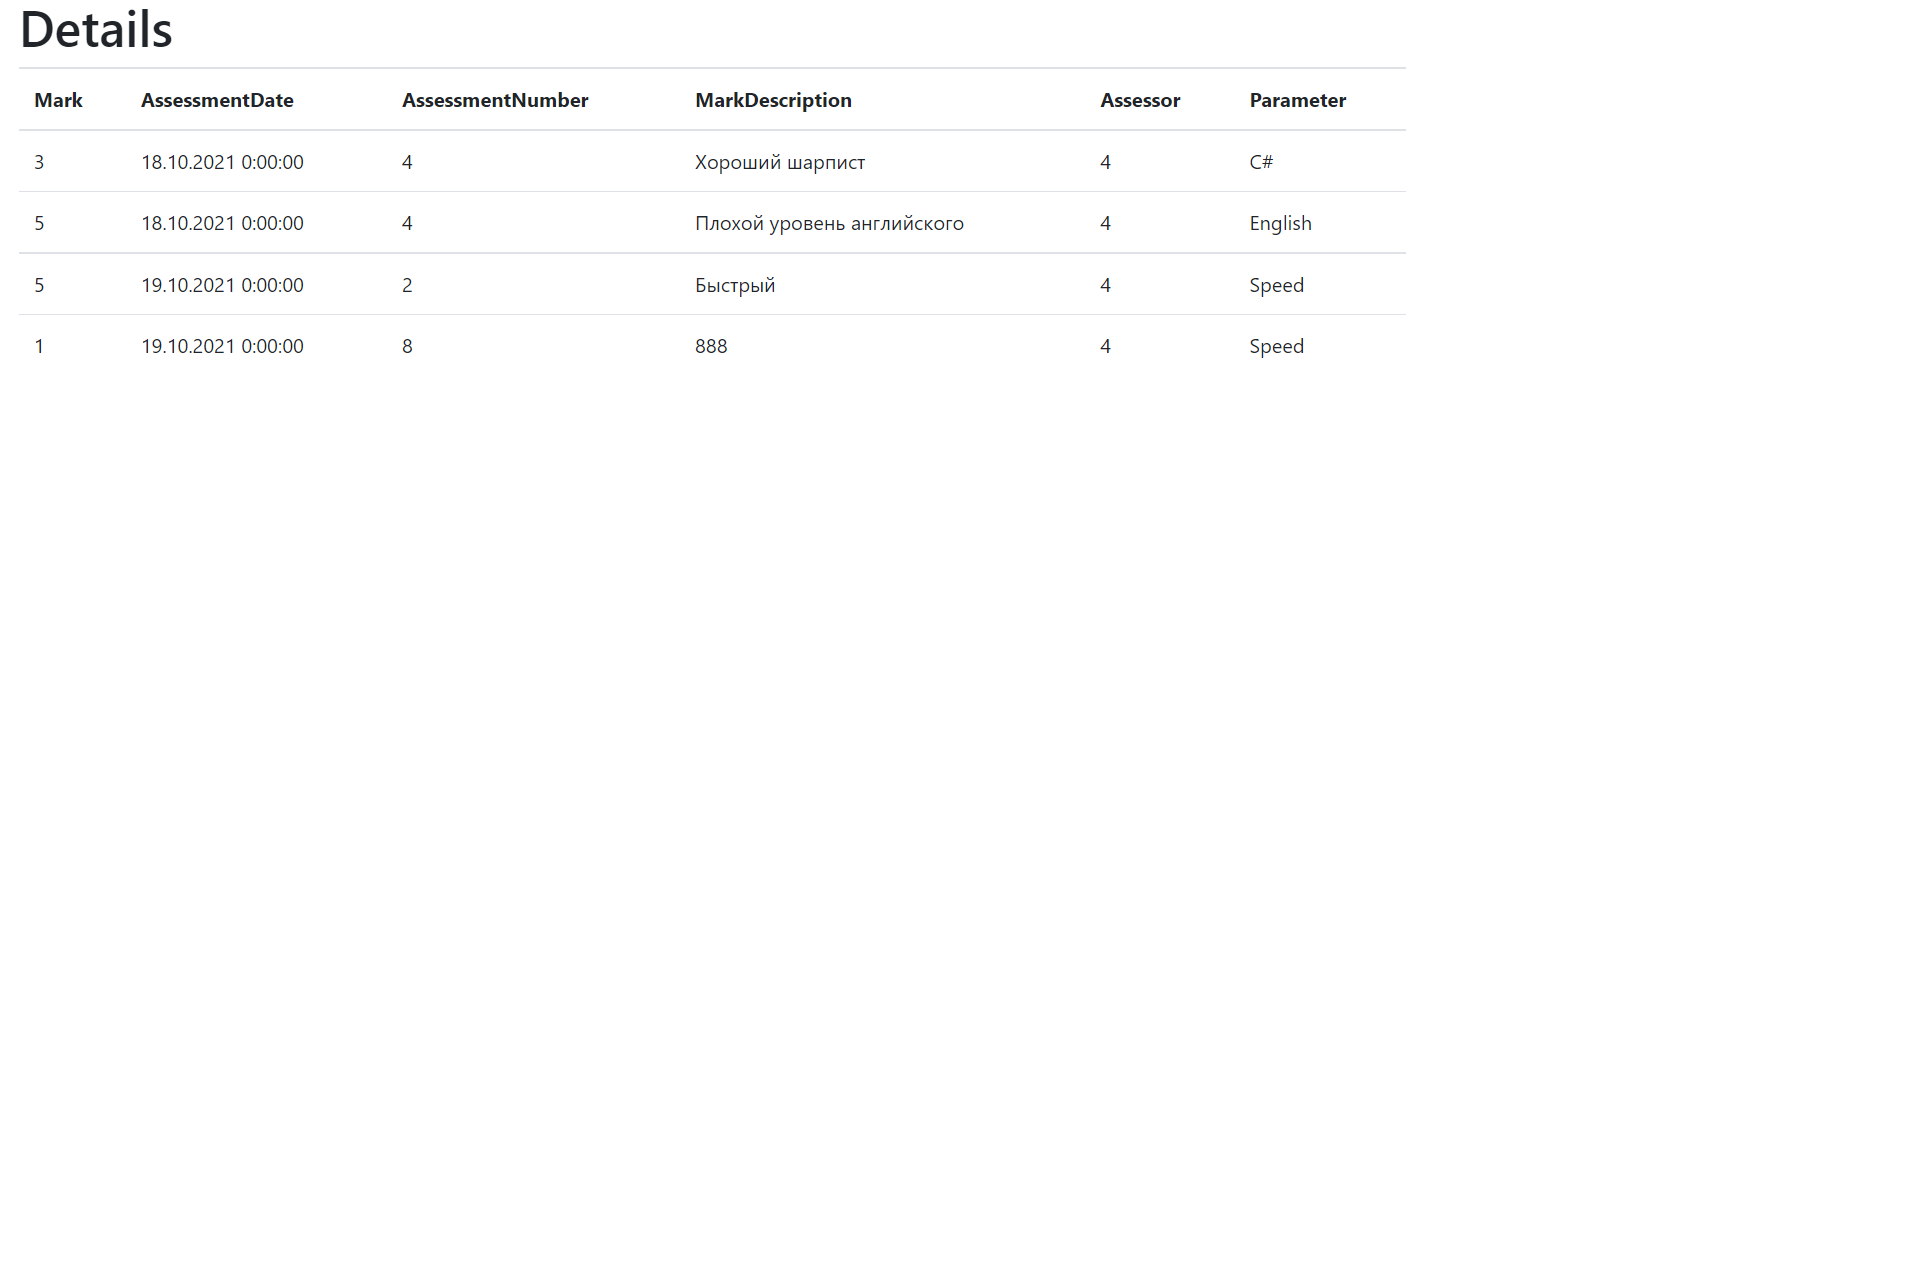 Details
Mark AssessmentDate AssessmentNumber MarkDescription Assessor Parameter
3 18.10.2021 0:00:00 4 Хороший шарпист 4 C#
5 18.10.2021 0:00:00 4 Плохой уровень английского 4 English
5 19.10.2021 0:00:00 2 Быстрый 4 Speed
1 19.10.2021 0:00:00 8 888 4 Speed